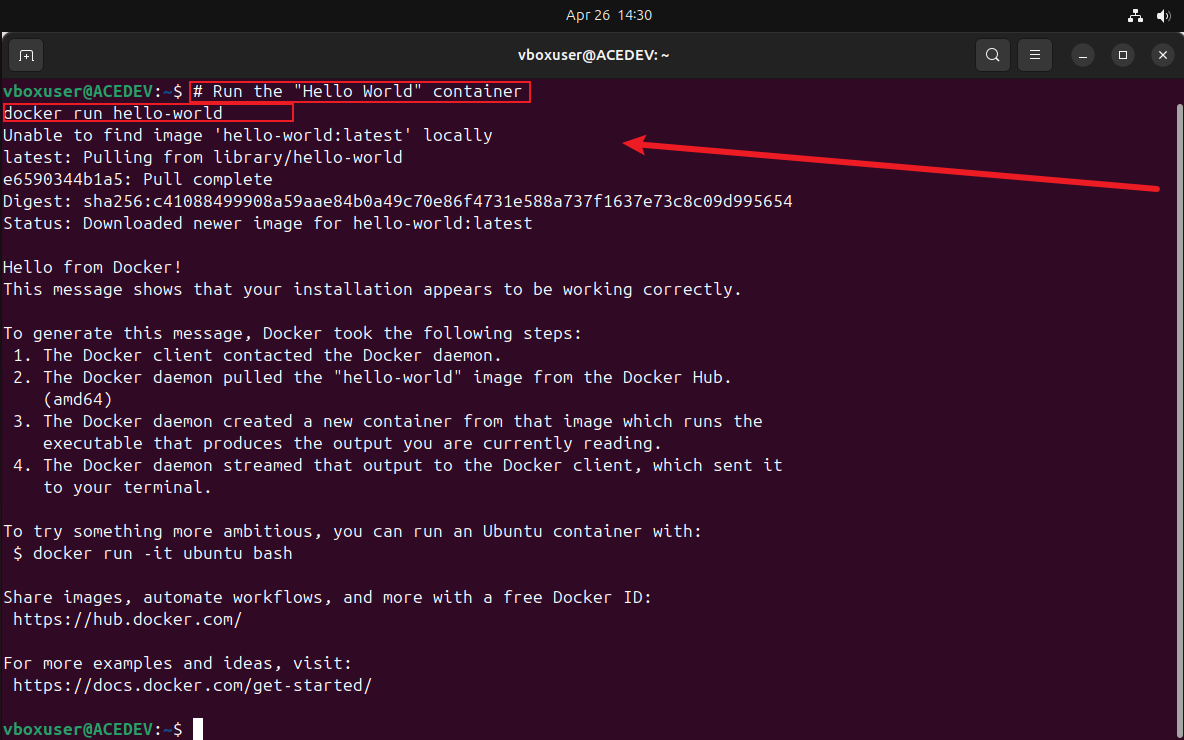 Apr 26 14:30
vboxuser@ACEDEV: ~
vboxuser@ACEDEV:~$ # Run the "Hello World" container
docker run hello-world
Unable to find image 'hello-world:latest' locally
latest: Pulling from library/hello-world
e6590344b1a5: Pull complete
Digest: sha256:c41088499908a59aae84b0a49c70e86f4731e588a737f1637e73c8c09d995654
Status: Downloaded newer image for hello-world:latest

Hello from Docker!
This message shows that your installation appears to be working correctly.

To generate this message, Docker took the following steps:
 1. The Docker client contacted the Docker daemon.
 2. The Docker daemon pulled the "hello-world" image from the Docker Hub.
    (amd64)
 3. The Docker daemon created a new container from that image which runs the
    executable that produces the output you are currently reading.
 4. The Docker daemon streamed that output to the Docker client, which sent it
    to your terminal.

To try something more ambitious, you can run an Ubuntu container with:
 $ docker run -it ubuntu bash

Share images, automate workflows, and more with a free Docker ID:
 https://hub.docker.com/

For more examples and ideas, visit:
 https://docs.docker.com/get-started/

vboxuser@ACEDEV:~$